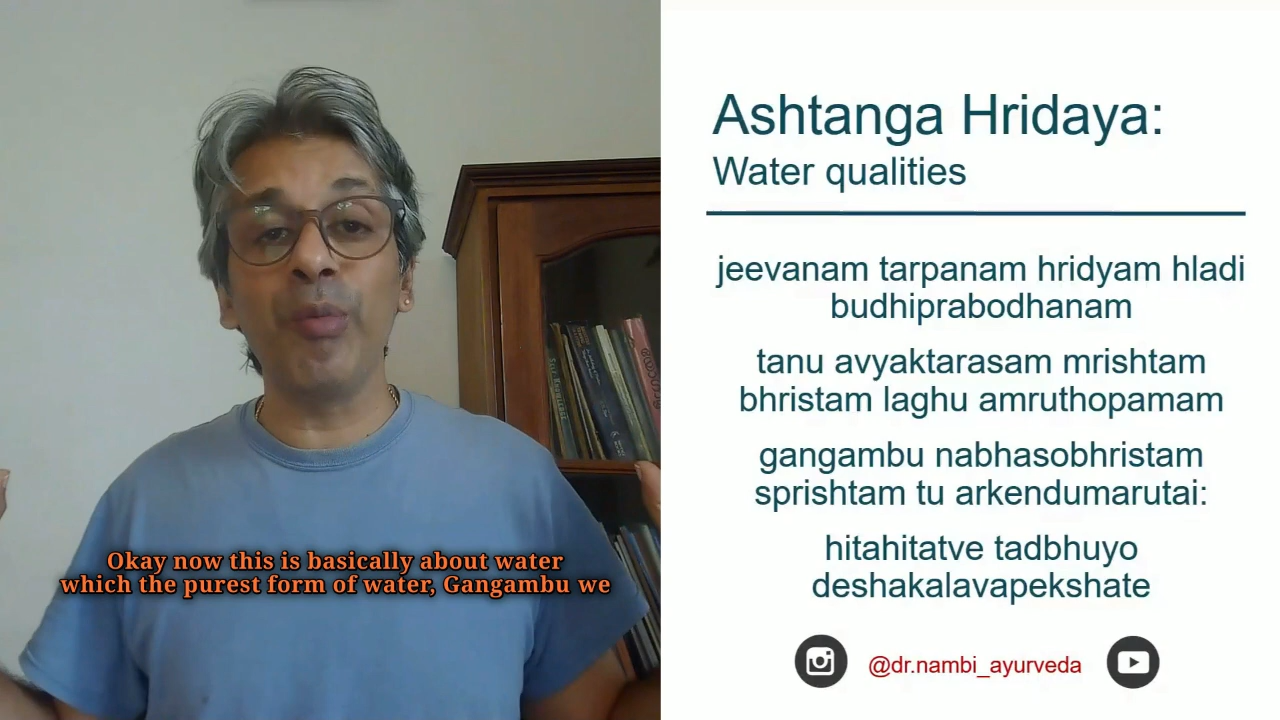 Ashtanga Hridaya:
Water qualities
jeevanam tarpanam hridyam hladi
budhiprabodhanam
tanu avyaktarasam mrishtam
bhristam laghu amruthopamam
gangambu nabhasobhristam
sprishtam tu arkendumarutai:
hitahitatve tadbhuyo
deshakalavapekshate
@dr.nambi_ayurveda
Okay now this is basically about water
which the purest form of water, Gangambu we